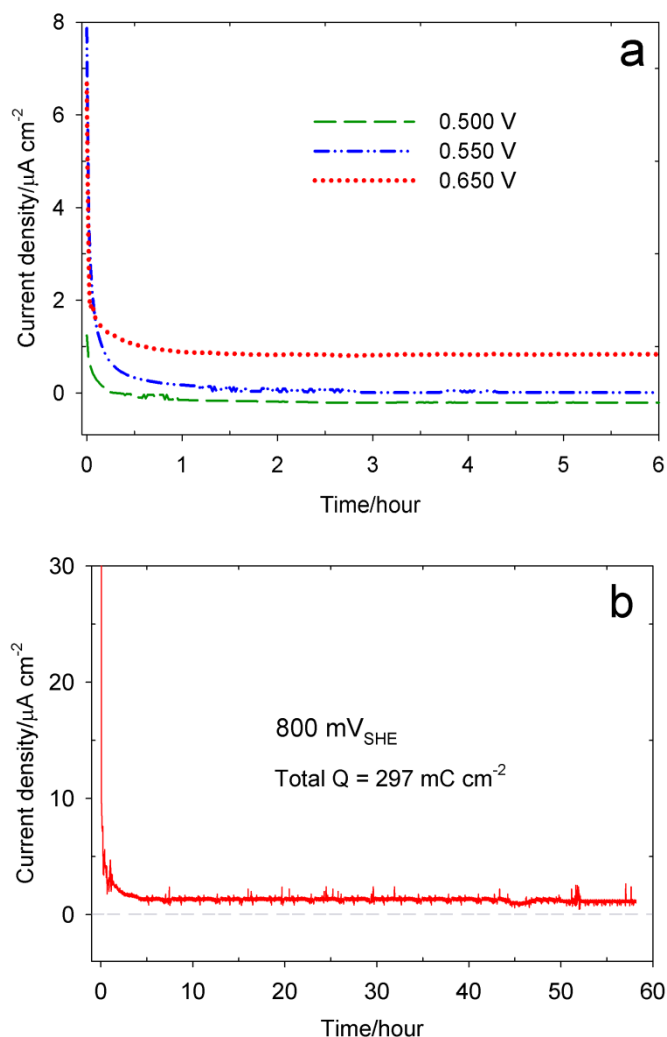 a
8
6
4
2
0
Current density/μA cm-2
0.500 V
0.550 V
0.650 V
0 1 2 3 4 5 6
Time/hour
b
30
20
10
0
Current density/μA cm-2
800 mVSHE
Total Q = 297 mC cm-2
0 10 20 30 40 50 60
Time/hour